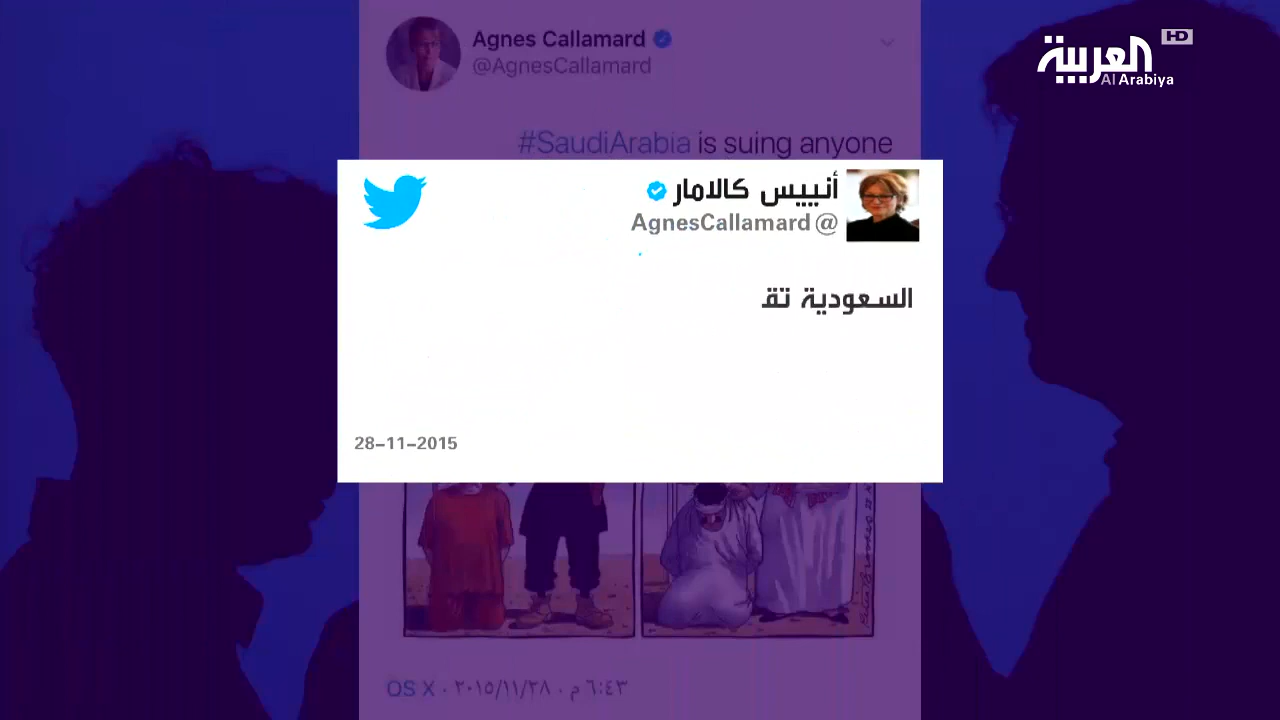 العربية HD
Al Arabiya
Agnes Callamard
@AgnesCallamard
#SaudiArabia is suing anyone
أنييس كالامار
AgnesCallamard @
السعودية تقـ
28-11-2015
OS X · ٢٠١٥/١١/٢٨ · ٦:٤٣ م